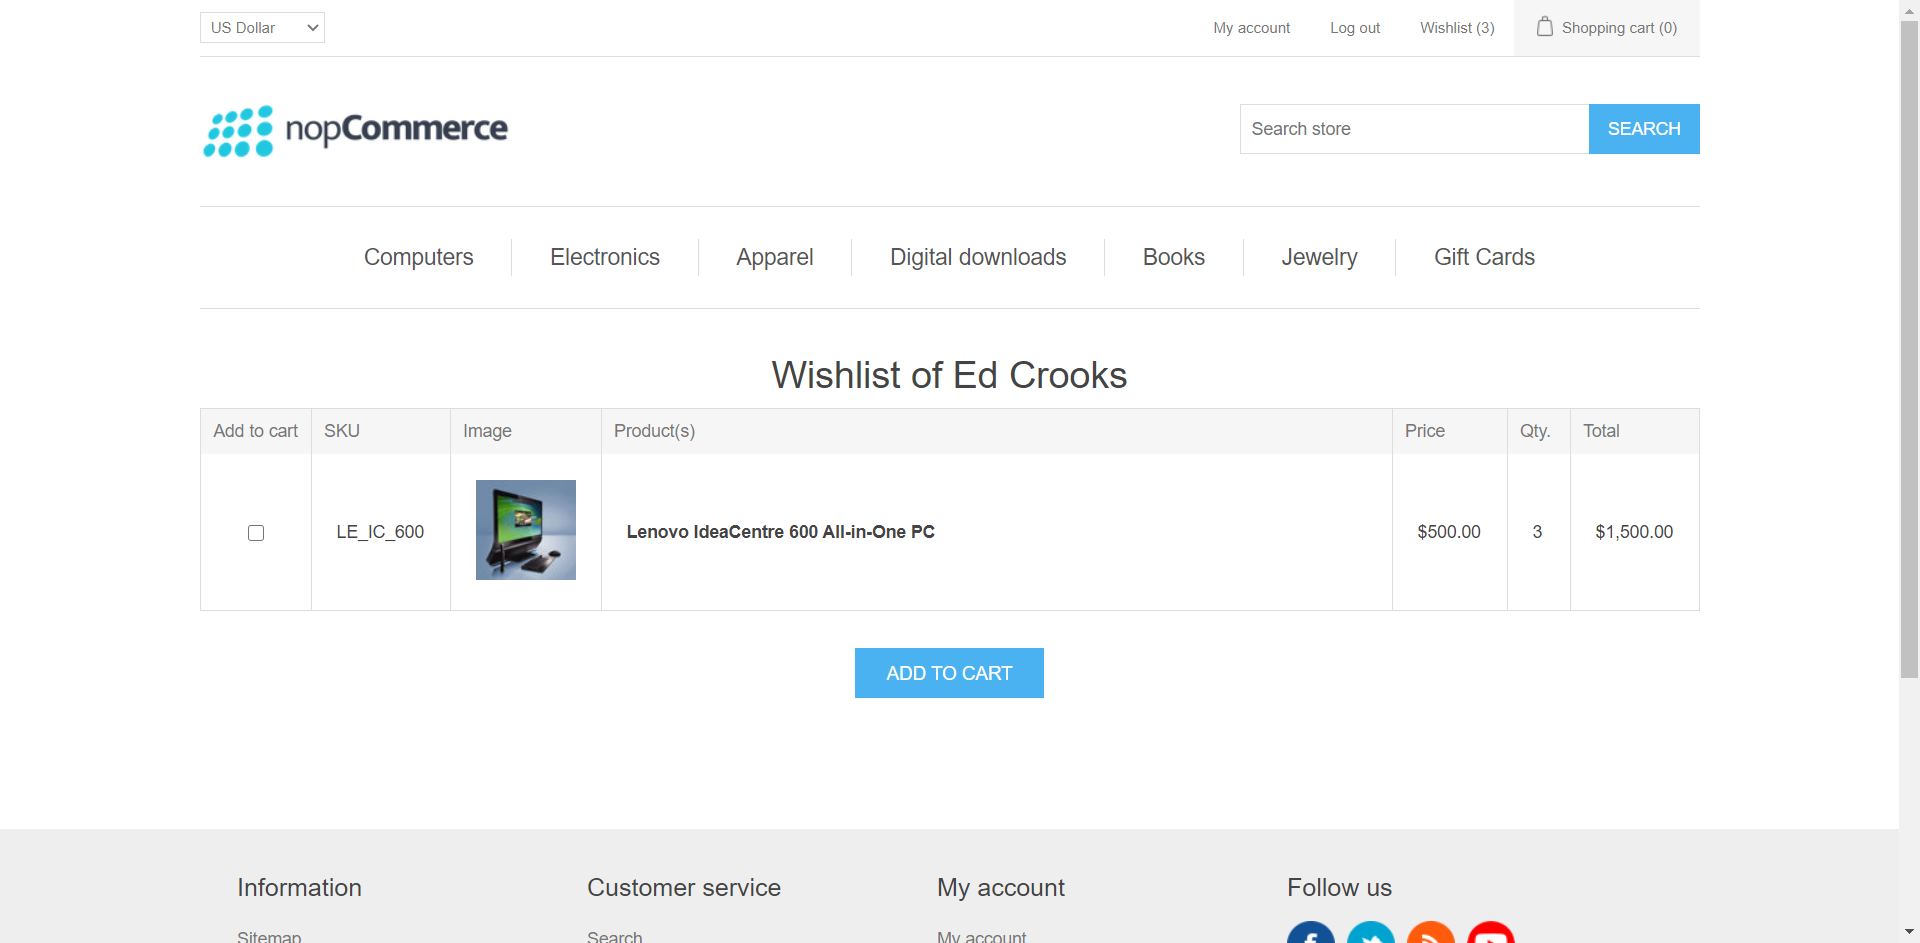 US Dollar
My account
Log out
Wishlist (3)
Shopping cart (0)
nopCommerce
Search store
SEARCH
Computers
Electronics
Apparel
Digital downloads
Books
Jewelry
Gift Cards
Wishlist of Ed Crooks
Add to cart
SKU
Image
Product(s)
Price
Qty.
Total
LE_IC_600
Lenovo IdeaCentre 600 All-in-One PC
$500.00
3
$1,500.00
ADD TO CART
Information
Customer service
My account
Follow us
Sitemap
Search
My account